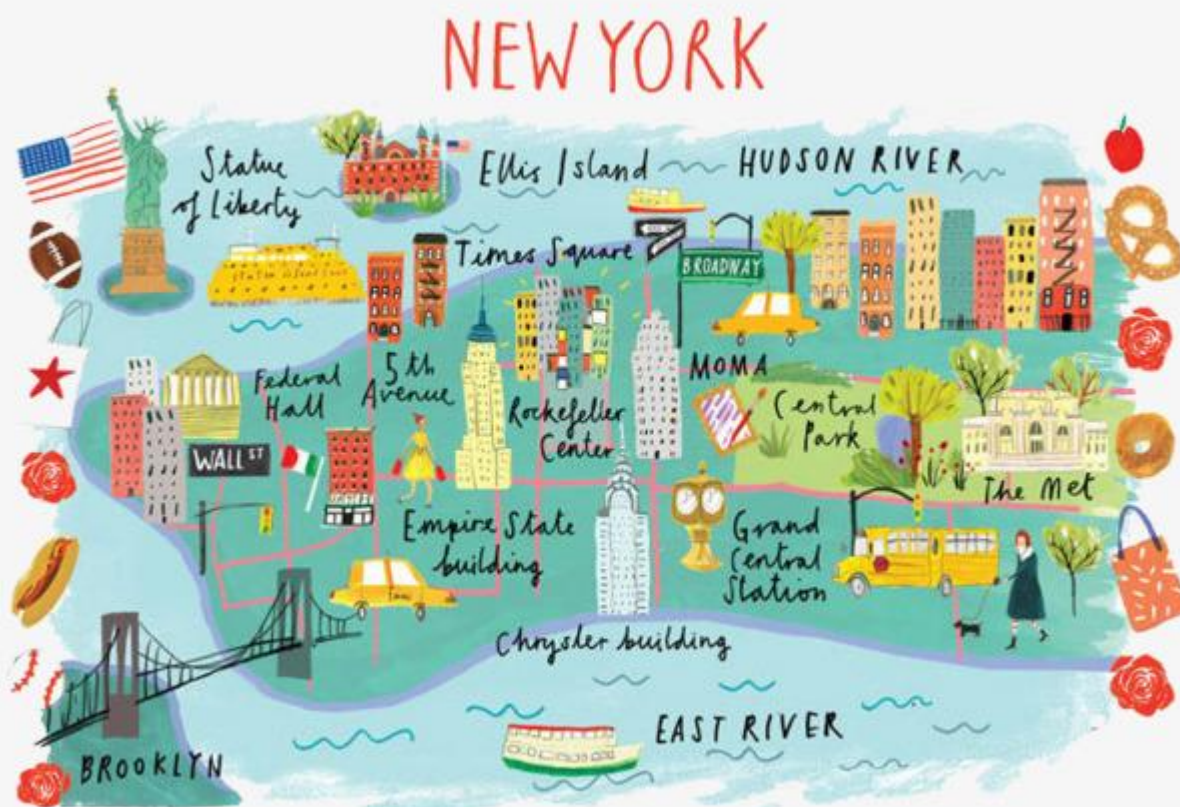 NEW YORK
Statue
of Liberty
Ellis Island
HUDSON RIVER
Times Square
BROADWAY
Federal
Hall
5th
Avenue
Rockefeller
Center
MOMA
Central
Park
WALL ST
The Met
Empire State
building
Grand
Central
Station
taxi
Chrysler building
EAST RIVER
BROOKLYN